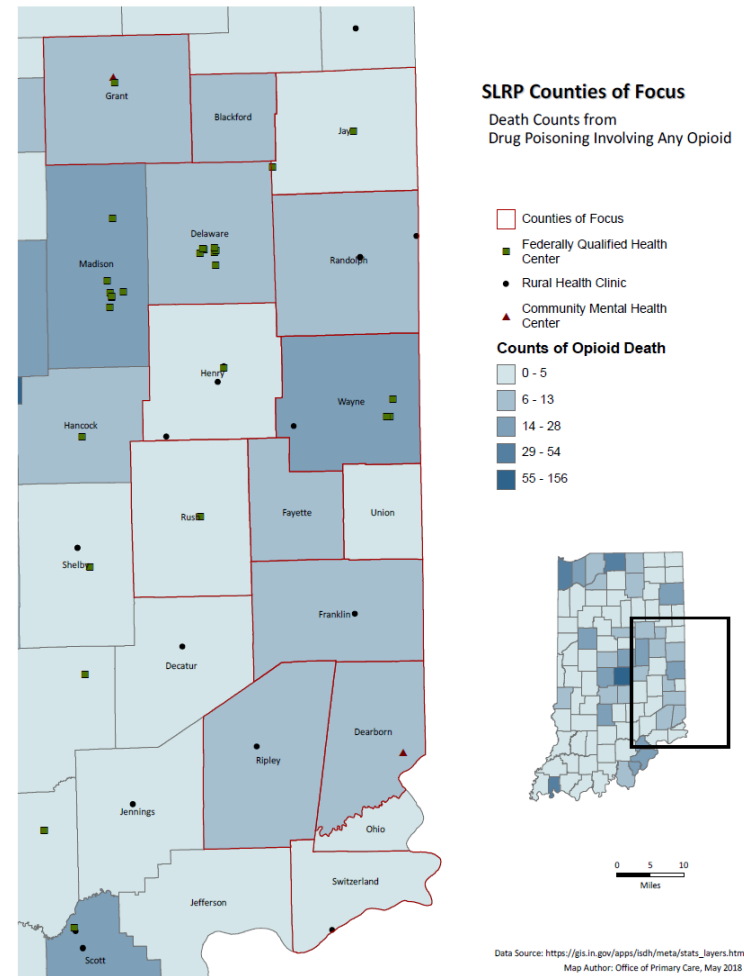 SLRP Counties of Focus
Death Counts from
Drug Poisoning Involving Any Opioid
Counties of Focus
Federally Qualified Health
Center
Rural Health Clinic
Community Mental Health
Center
Counts of Opioid Death
0 - 5
6 - 13
14 - 28
29 - 54
55 - 156
Grant
Blackford
Jay
Delaware
Madison
Randolph
Henry
Wayne
Hancock
Rush
Fayette
Union
Shelby
Franklin
Decatur
Dearborn
Ripley
Jennings
Ohio
Switzerland
Jefferson
Scott
0 5 10
Miles
Data Source: https://gis.in.gov/apps/isdh/meta/stats_layers.htm
Map Author: Office of Primary Care, May 2018